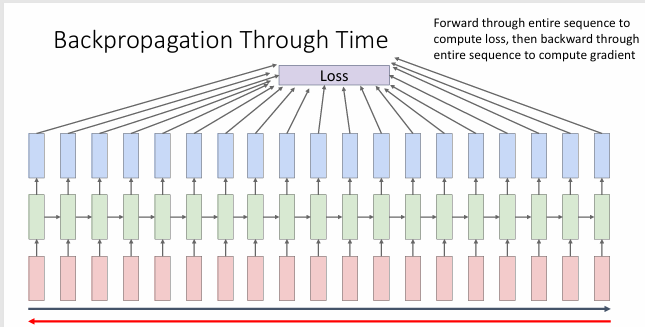 Backpropagation Through Time
Forward through entire sequence to
compute loss, then backward through
entire sequence to compute gradient
Loss